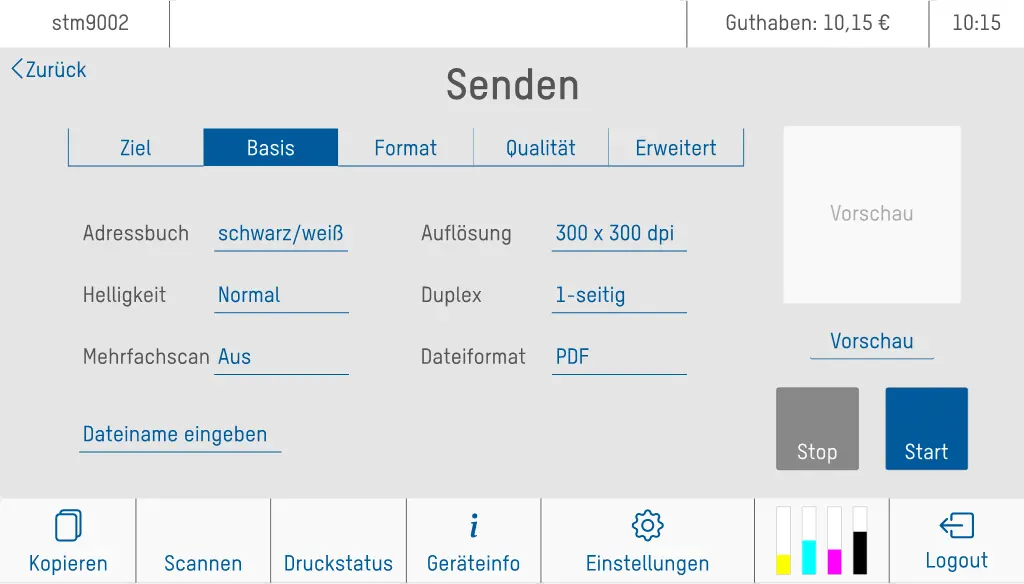 stm9002
Guthaben: 10,15 €
10:15
Zurück
Senden
Ziel
Basis
Format
Qualität
Erweitert
Vorschau
Adressbuch schwarz/weiß
Auflösung 300 x 300 dpi
Helligkeit Normal
Duplex 1-seitig
Mehrfachscan Aus
Dateiformat PDF
Vorschau
Dateiname eingeben
Stop
Start
Kopieren
Scannen
Druckstatus
i
Geräteinfo
Einstellungen
Logout